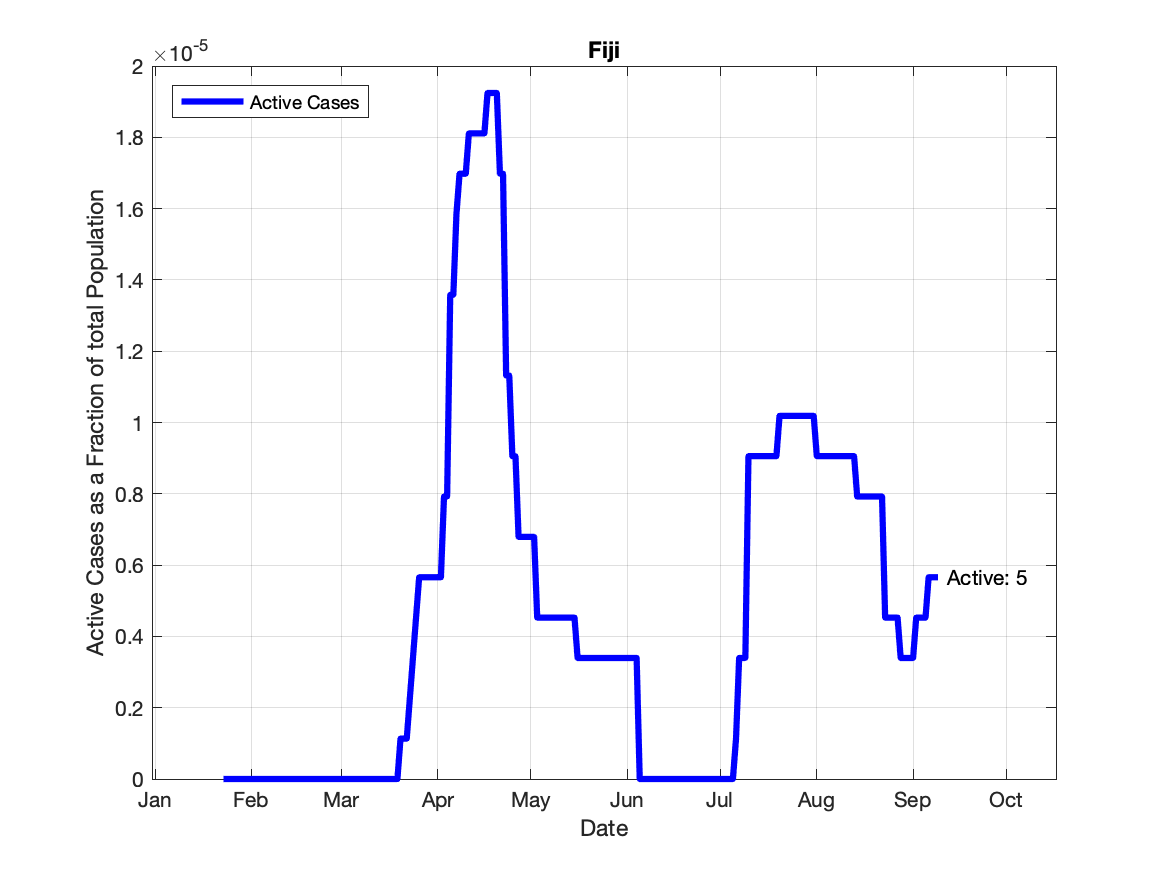 Fiji
×10-5
2
1.8
1.6
1.4
1.2
1
0.8
0.6
0.4
0.2
0
Active Cases
Active: 5
Jan Feb Mar Apr May Jun Jul Aug Sep Oct
Date
Active Cases as a Fraction of total Population